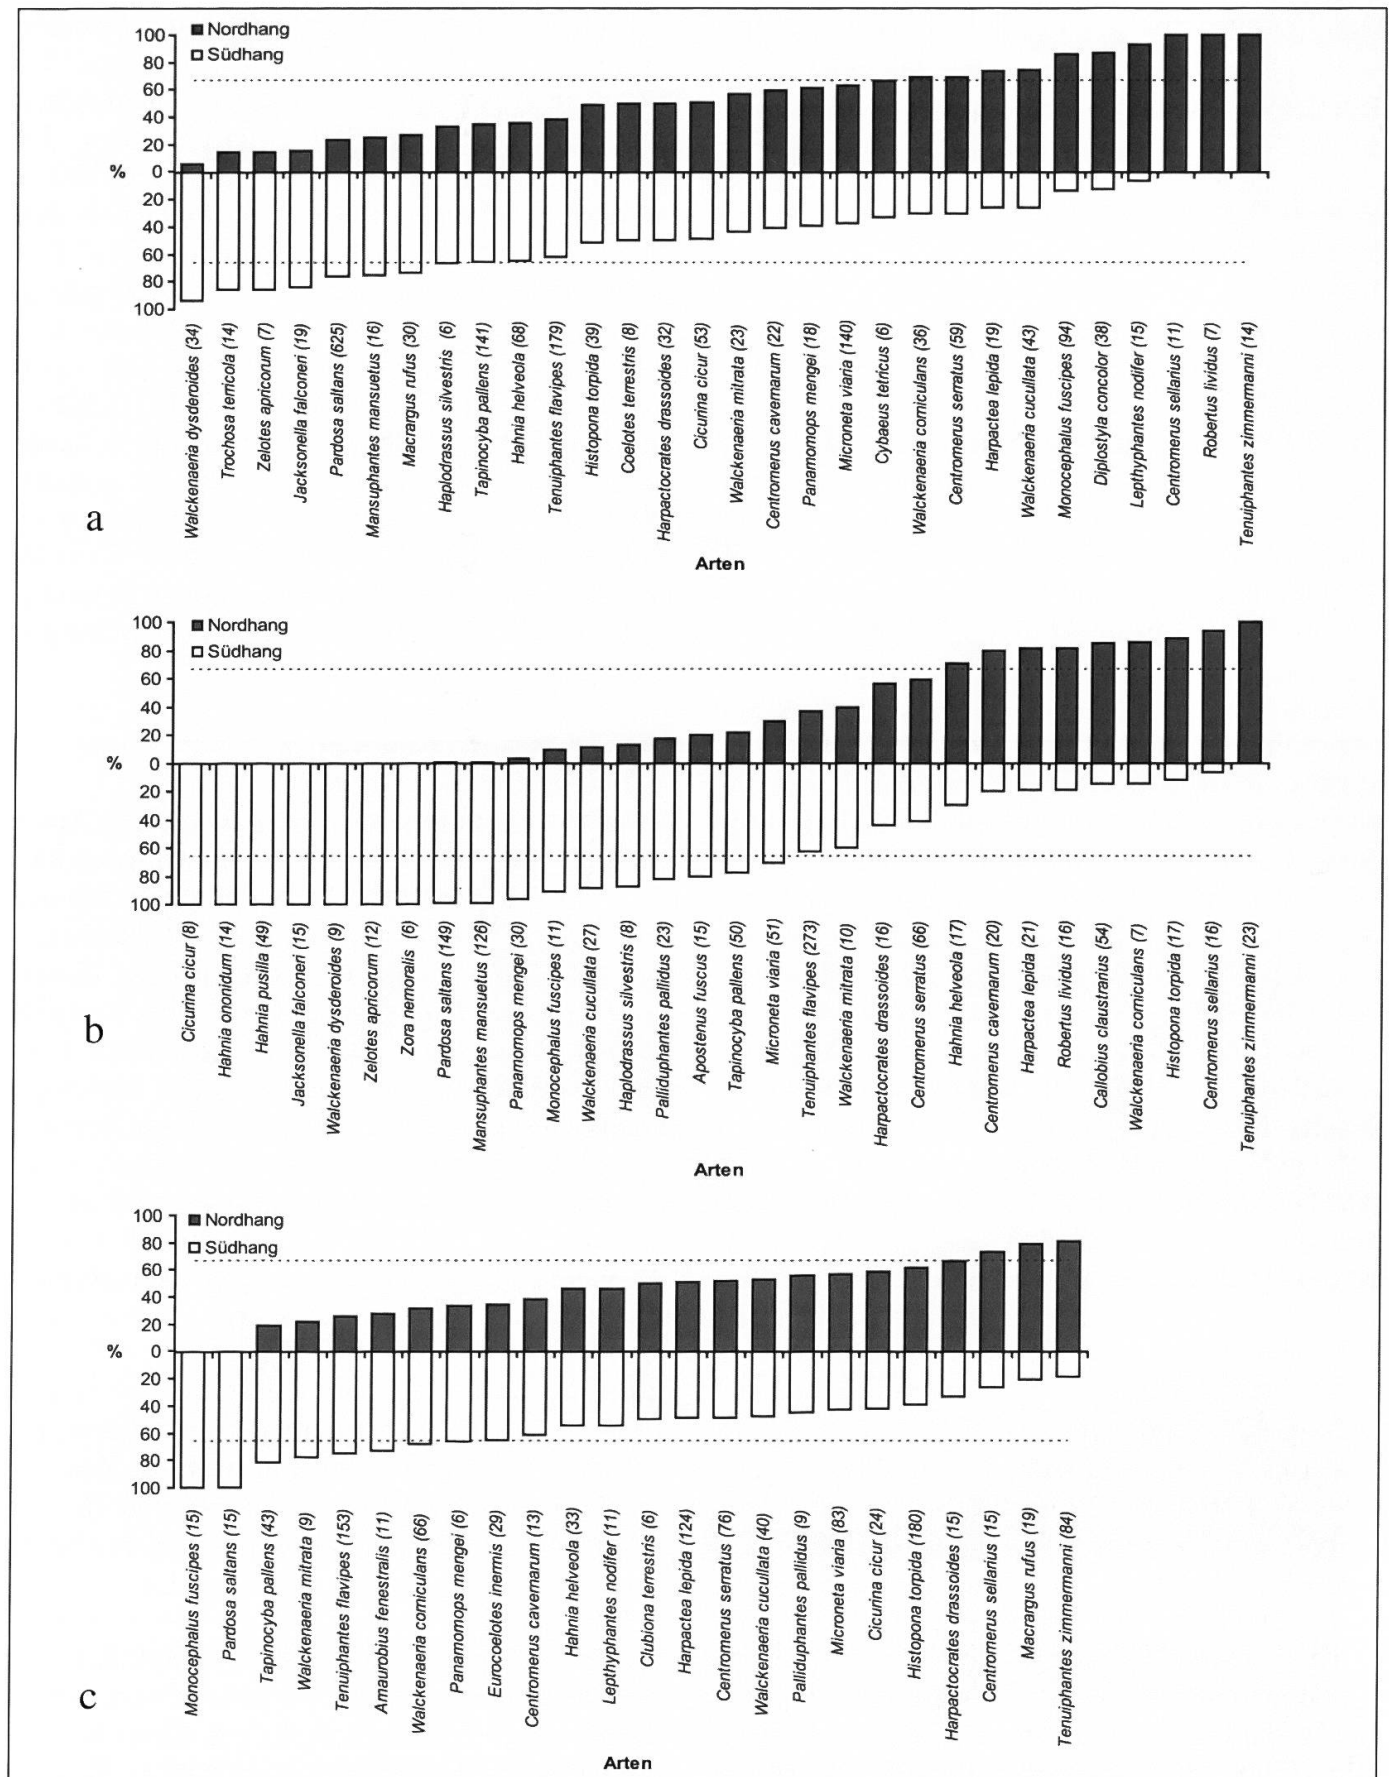 Nordhang
Südhang
100
80
60
40
20
%
0
20
40
60
80
100
Walckenaeria dysderoides (34)
Trochosa terricola (14)
Zelotes apricorum (7)
Jacksonella falconeri (19)
Pardosa saltans (625)
Mansuphantes mansuetus (16)
Macrargus rufus (30)
Haplodrassus silvestris (6)
Tapinocyba pallens (141)
Hahnia helveola (68)
Tenuiphantes flavipes (179)
Histopona torpida (39)
Coelotes terrestris (8)
Harpactocrates drassoides (32)
Cicurina cicur (53)
Walckenaeria mitrata (23)
Centromerus cavernarum (22)
Panamomops mengei (18)
Microneta viaria (140)
Cybaeus tetricus (6)
Walckenaeria corniculans (36)
Centromerus serratus (59)
Harpactea lepida (19)
Walckenaeria cucullata (43)
Monocephalus fuscipes (94)
Diplostyla concolor (38)
Lepthyphantes nodifer (15)
Centromerus sellarius (11)
Robertus lividus (7)
Tenuiphantes zimmermanni (14)
a
Arten
Nordhang
Südhang
100
80
60
40
20
%
0
20
40
60
80
100
Cicurina cicur (8)
Hahnia ononidum (14)
Hahnia pusilla (49)
Jacksonella falconeri (15)
Walckenaeria dysderoides (9)
Zelotes apricorum (12)
Zora nemoralis (6)
Pardosa saltans (149)
Mansuphantes mansuetus (126)
Panamomops mengei (30)
Monocephalus fuscipes (11)
Walckenaeria cucullata (27)
Haplodrassus silvestris (8)
Palliduphantes pallidus (23)
Apostenus fuscus (15)
Tapinocyba pallens (50)
Microneta viaria (51)
Tenuiphantes flavipes (273)
Walckenaeria mitrata (10)
Harpactocrates drassoides (16)
Centromerus serratus (66)
Hahnia helveola (17)
Centromerus cavernarum (20)
Harpactea lepida (21)
Robertus lividus (16)
Callobius claustrarius (54)
Walckenaeria corniculans (7)
Histopona torpida (17)
Centromerus sellarius (16)
Tenuiphantes zimmermanni (23)
b
Arten
Nordhang
Südhang
100
80
60
40
20
%
0
20
40
60
80
100
Monocephalus fuscipes (15)
Pardosa saltans (15)
Tapinocyba pallens (43)
Walckenaeria mitrata (9)
Tenuiphantes flavipes (153)
Amaurobius fenestralis (11)
Walckenaeria corniculans (66)
Panamomops mengei (6)
Eurocoelotes inermis (29)
Centromerus cavernarum (13)
Hahnia helveola (33)
Lepthyphantes nodifer (11)
Clubiona terrestris (6)
Harpactea lepida (124)
Centromerus serratus (76)
Walckenaeria cucullata (40)
Palliduphantes pallidus (9)
Microneta viaria (83)
Cicurina cicur (24)
Histopona torpida (180)
Harpactocrates drassoides (15)
Centromerus sellarius (15)
Macrargus rufus (19)
Tenuiphantes zimmermanni (84)
c
Arten